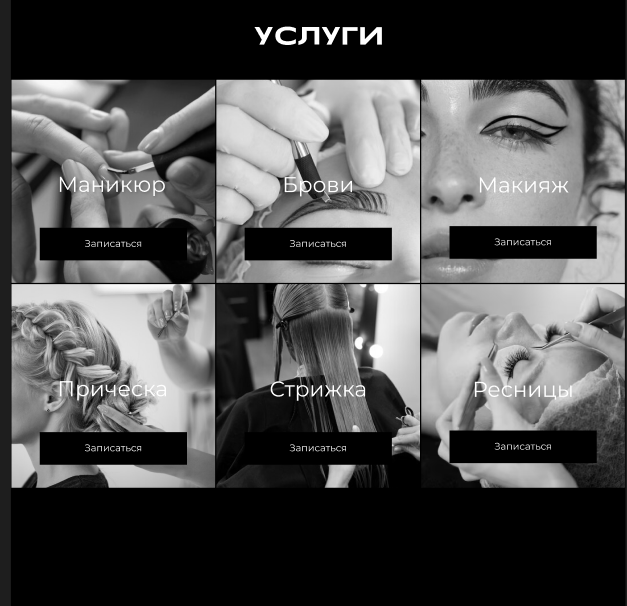 УСЛУГИ
Маникюр
Брови
Макияж
Записаться
Записаться
Записаться
Прическа
Стрижка
Ресницы
Записаться
Записаться
Записаться